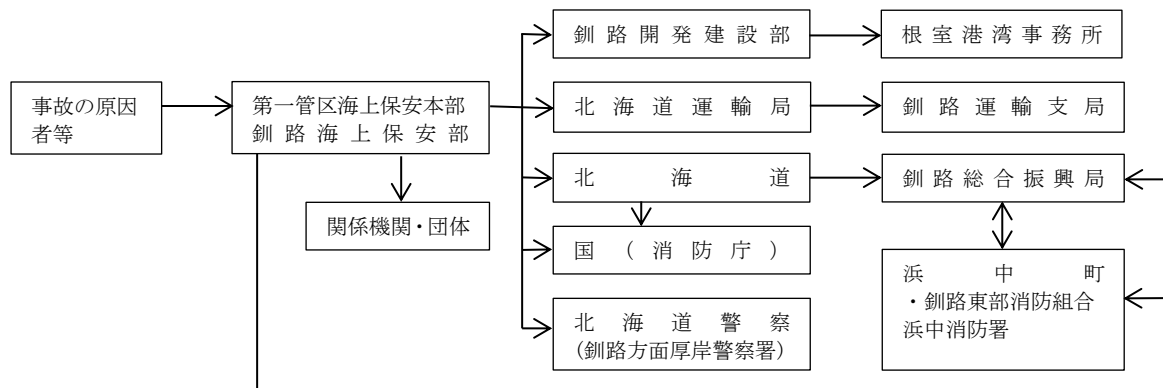 釧路開発建設部
根室港湾事務所
事故の原因
者等
第一管区海上保安本部
釧路海上保安部
北海道運輸局
釧路運輸支局
北海道
釧路総合振興局
関係機関・団体
国(消防庁)
浜中町
・釧路東部消防組合
浜中消防署
北海道警察
(釧路方面厚岸警察署)